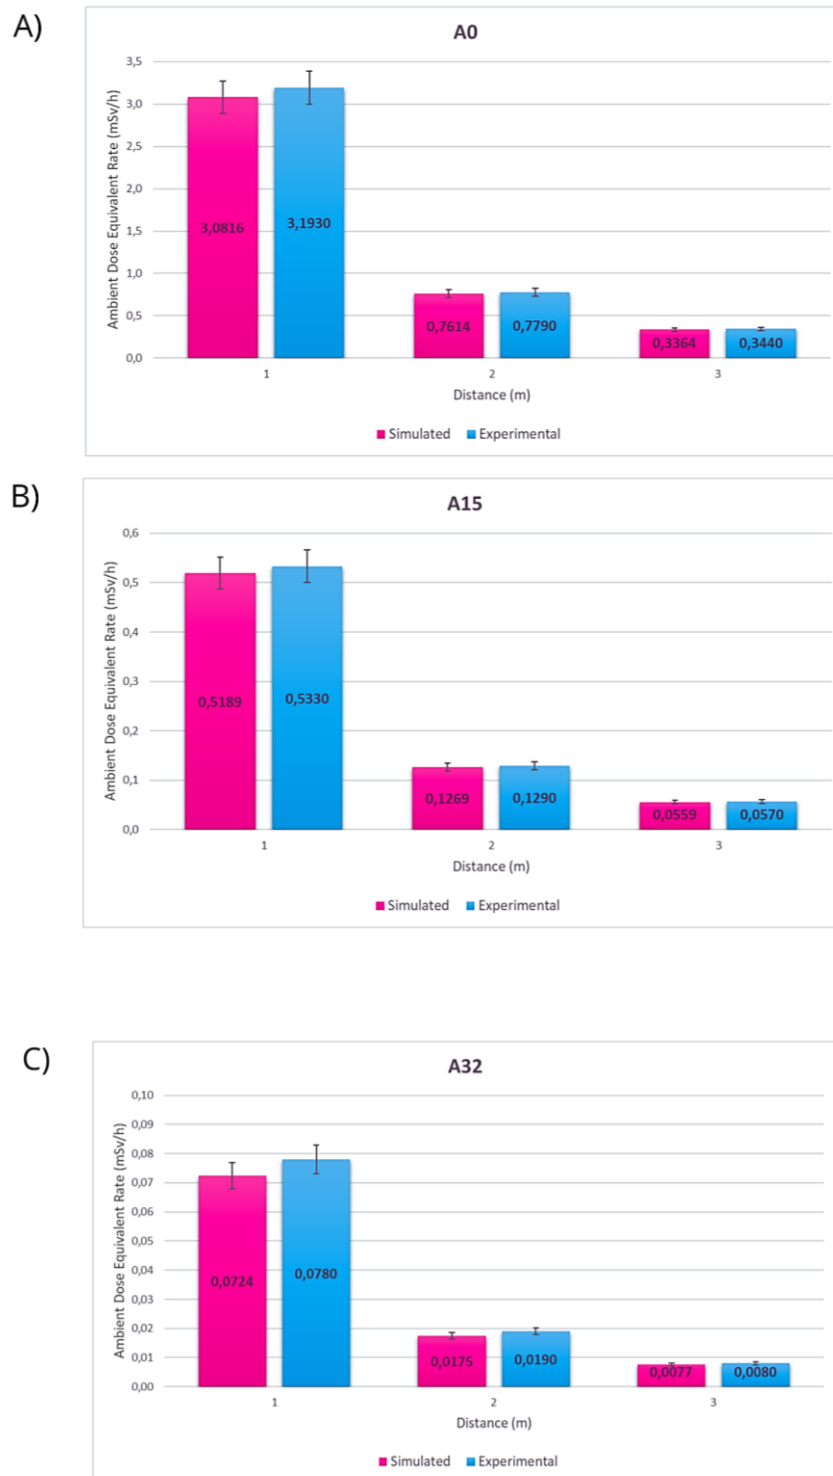 A)
A0
Ambient Dose Equivalent Rate (mSv/h)
3,5
3,0
2,5
2,0
1,5
1,0
0,5
0,0
3,0816
3,1930
0,7614
0,7790
0,3364
0,3440
1
2
3
Distance (m)
Simulated
Experimental
B)
A15
Ambient Dose Equivalent Rate (mSv/h)
0,6
0,5
0,4
0,3
0,2
0,1
0,0
0,5189
0,5330
0,1269
0,1290
0,0559
0,0570
1
2
3
Distance (m)
Simulated
Experimental
C)
A32
Ambient Dose Equivalent Rate (mSv/h)
0,10
0,09
0,08
0,07
0,06
0,05
0,04
0,03
0,02
0,01
0,00
0,0724
0,0780
0,0175
0,0190
0,0077
0,0080
1
2
3
Distance (m)
Simulated
Experimental